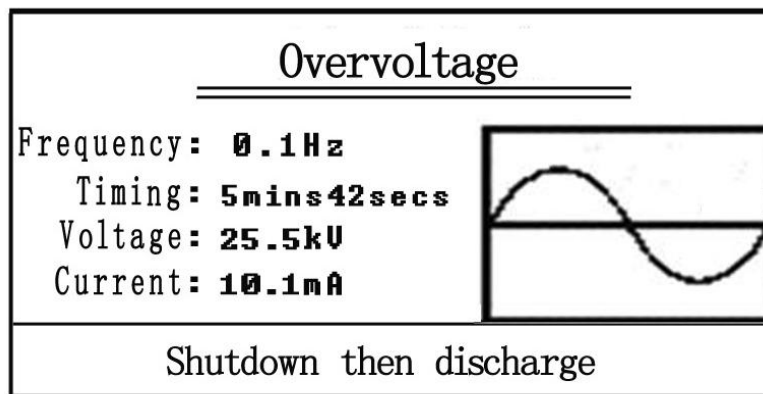 Overvoltage
Frequency: 0.1Hz
Timing: 5mins42secs
Voltage: 25.5kV
Current: 10.1mA
Shutdown then discharge